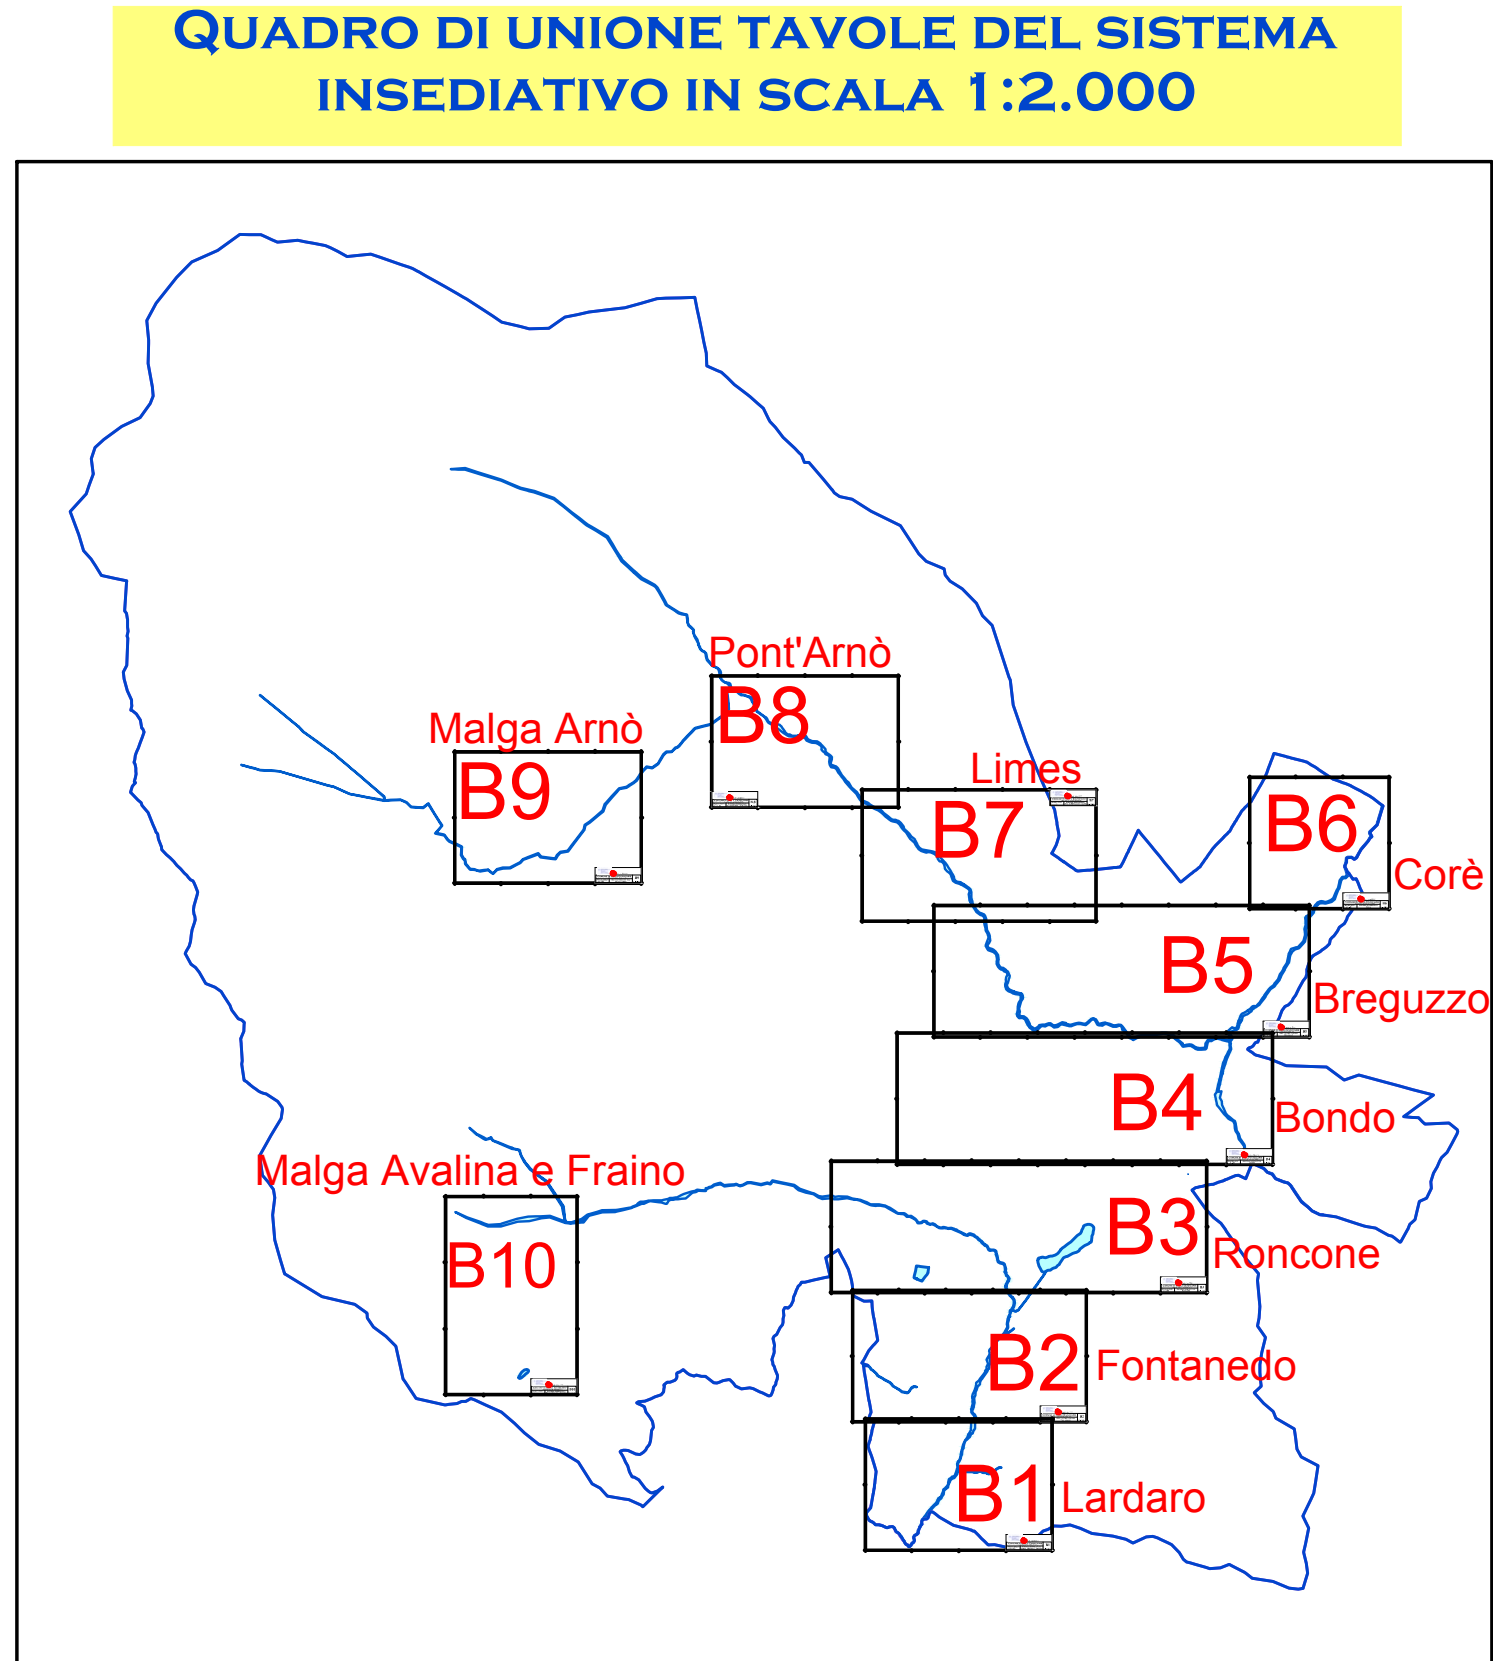 QUADRO DI UNIONE TAVOLE DEL SISTEMA
INSEDIATIVO IN SCALA 1:2.000
Pont'Arnò
B8
Malga Arnò
B9
Limes
B7
B6
Corè
B5
Breguzzo
B4
Bondo
Malga Avalina e Fraino
B10
B3
Roncone
B2
Fontanedo
B1
Lardaro